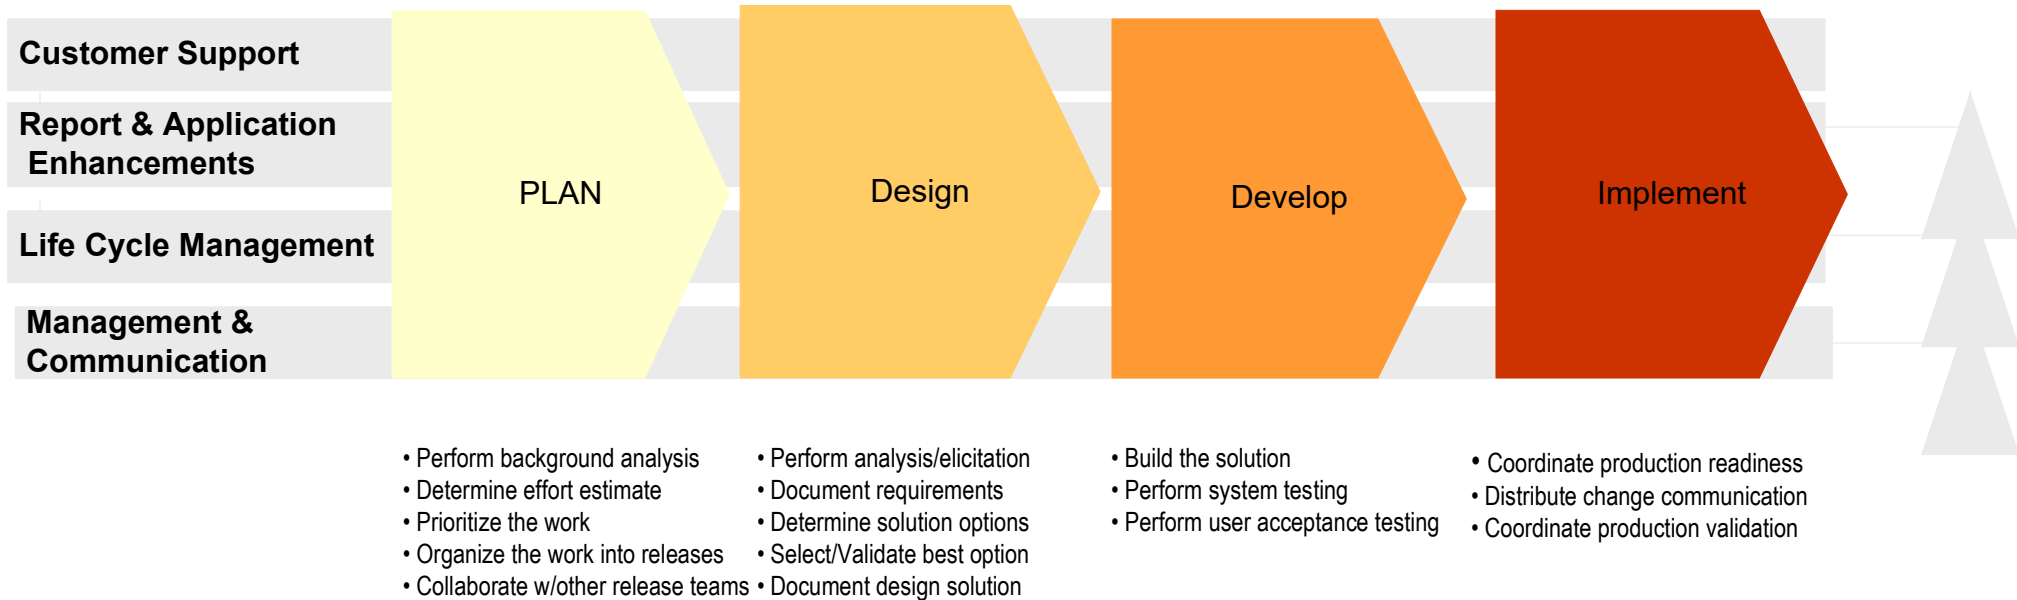 Customer Support
Report & Application
Enhancements
Life Cycle Management
Management &
Communication
PLAN
Design
Develop
Implement
• Perform background analysis
• Determine effort estimate
• Prioritize the work
• Organize the work into releases
• Collaborate w/other release teams
• Perform analysis/elicitation
• Document requirements
• Determine solution options
• Select/Validate best option
• Document design solution
• Build the solution
• Perform system testing
• Perform user acceptance testing
• Coordinate production readiness
• Distribute change communication
• Coordinate production validation